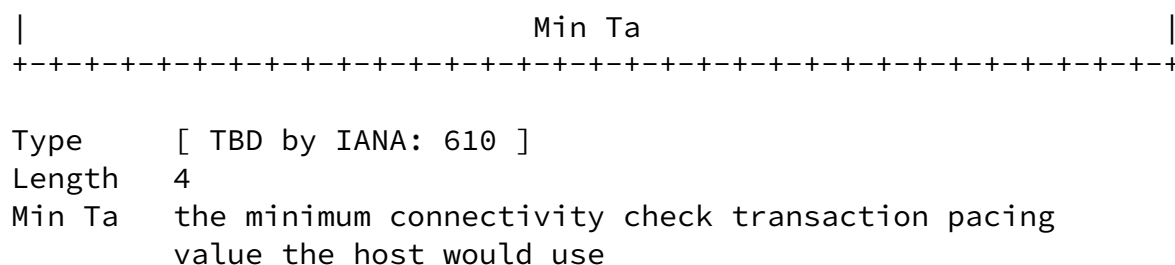 |                             Min Ta                            |
+-+-+-+-+-+-+-+-+-+-+-+-+-+-+-+-+-+-+-+-+-+-+-+-+-+-+-+-+-+-+-+-+
Type     [ TBD by IANA: 610 ]
Length   4
Min Ta   the minimum connectivity check transaction pacing
         value the host would use